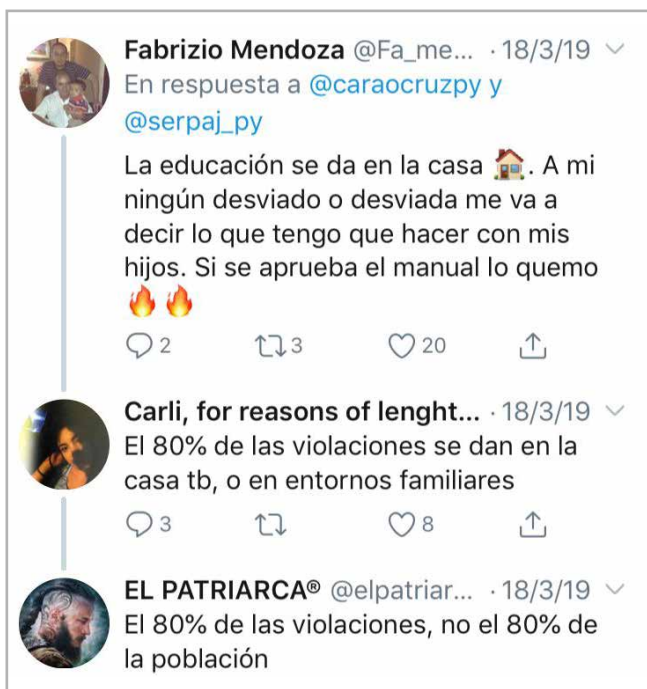 Fabrizio Mendoza @Fa_me... · 18/3/19
En respuesta a @caraocruzpy y
@serpaj_py
La educación se da en la casa 🏠. A mi
ningún desviado o desviada me va a
decir lo que tengo que hacer con mis
hijos. Si se aprueba el manual lo quemo
🔥 🔥
2 3 20
Carli, for reasons of lenght... · 18/3/19
El 80% de las violaciones se dan en la
casa tb, o en entornos familiares
3 8
EL PATRIARCA® @elpatriar... · 18/3/19
El 80% de las violaciones, no el 80% de
la población